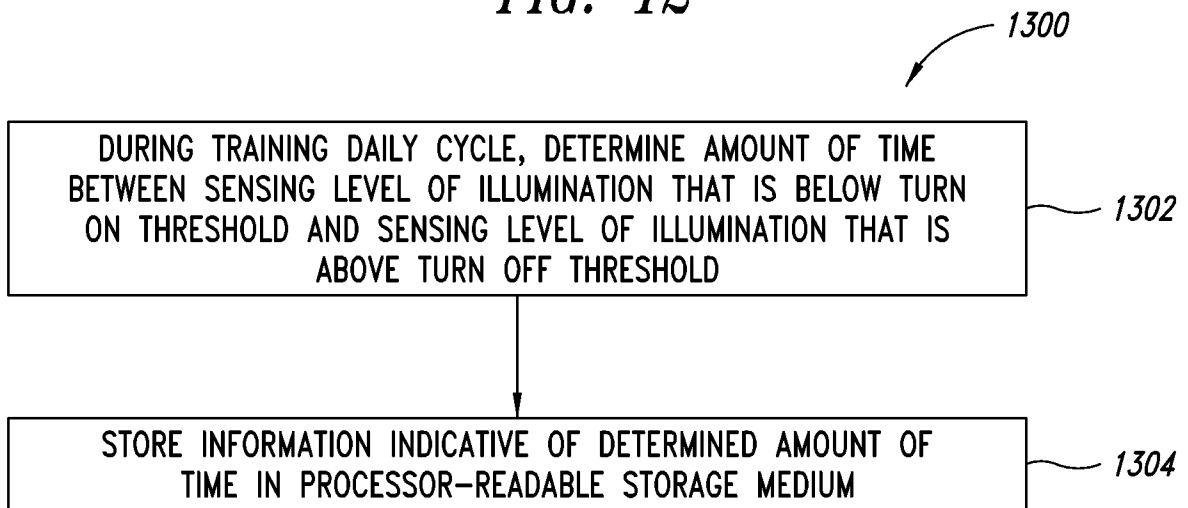 FIG. 12
1300
DURING TRAINING DAILY CYCLE, DETERMINE AMOUNT OF TIME
BETWEEN SENSING LEVEL OF ILLUMINATION THAT IS BELOW TURN
ON THRESHOLD AND SENSING LEVEL OF ILLUMINATION THAT IS
ABOVE TURN OFF THRESHOLD
1302
STORE INFORMATION INDICATIVE OF DETERMINED AMOUNT OF
TIME IN PROCESSOR-READABLE STORAGE MEDIUM
1304